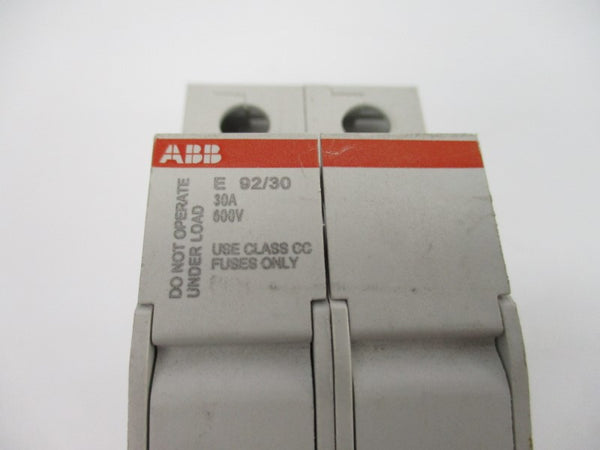 ABB
E 92/30
30A
600V
USE CLASS CC
FUSES ONLY
DO NOT OPERATE
UNDER LOAD